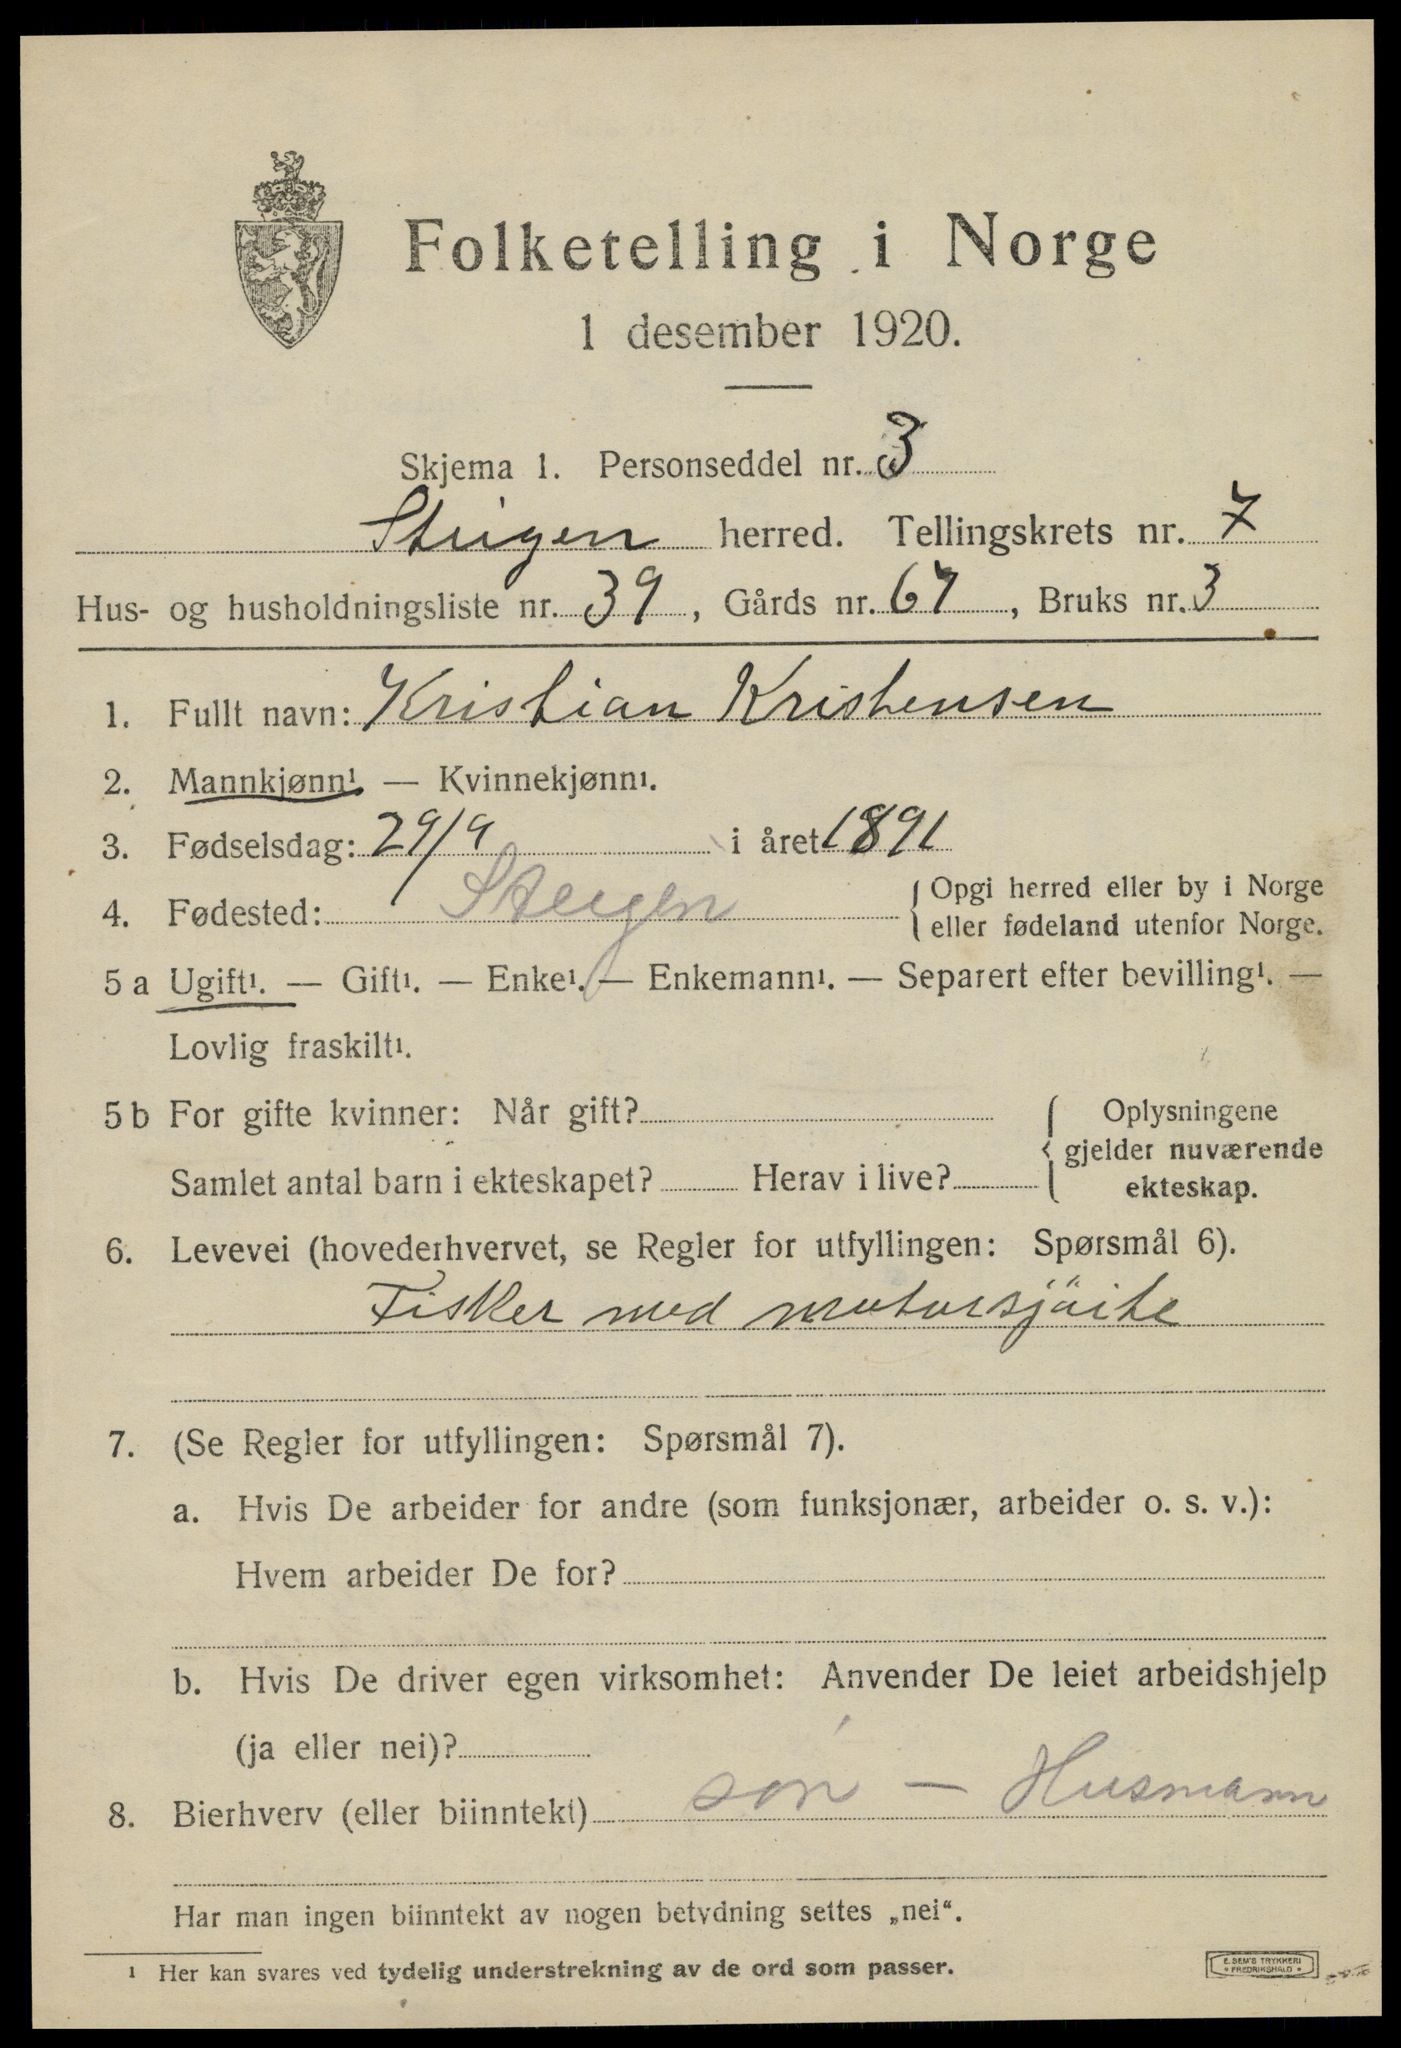 Folketelling i Norge
1 desember 1920.
Skjema 1. Personseddel nr. 3
Steigen herred. Tellingskrets nr. 7
Hus- og husholdningsliste nr. 39, Gårds nr. 67, Bruks nr. 3
1. Fullt navn: Kristian Kristensen
2. Mannkjønn¹. — Kvinnekjønn¹.
3. Fødselsdag: 29/9 i året 1891
4. Fødested: Steigen { Opgi herred eller by i Norge
eller fødeland utenfor Norge.
5 a Ugift¹. — Gift¹. — Enke¹. — Enkemann¹. — Separert efter bevilling¹. —
Lovlig fraskilt¹.
5 b For gifte kvinner: Når gift?
Samlet antal barn i ekteskapet? Herav i live?
{ Oplysningene
gjelder nuværende
ekteskap.
6. Levevei (hovederhvervet, se Regler for utfyllingen: Spørsmål 6).
Fisker med motorsjöite
7. (Se Regler for utfyllingen: Spørsmål 7).
a. Hvis De arbeider for andre (som funksjonær, arbeider o. s. v.):
Hvem arbeider De for?
b. Hvis De driver egen virksomhet: Anvender De leiet arbeidshjelp
(ja eller nei)?
8. Bierhverv (eller biinntekt) søn — Husmann
Har man ingen biinntekt av nogen betydning settes „nei“.
¹ Her kan svares ved tydelig understrekning av de ord som passer.
E. SEM'S TRYKKERI
* FREDRIKSHALD *